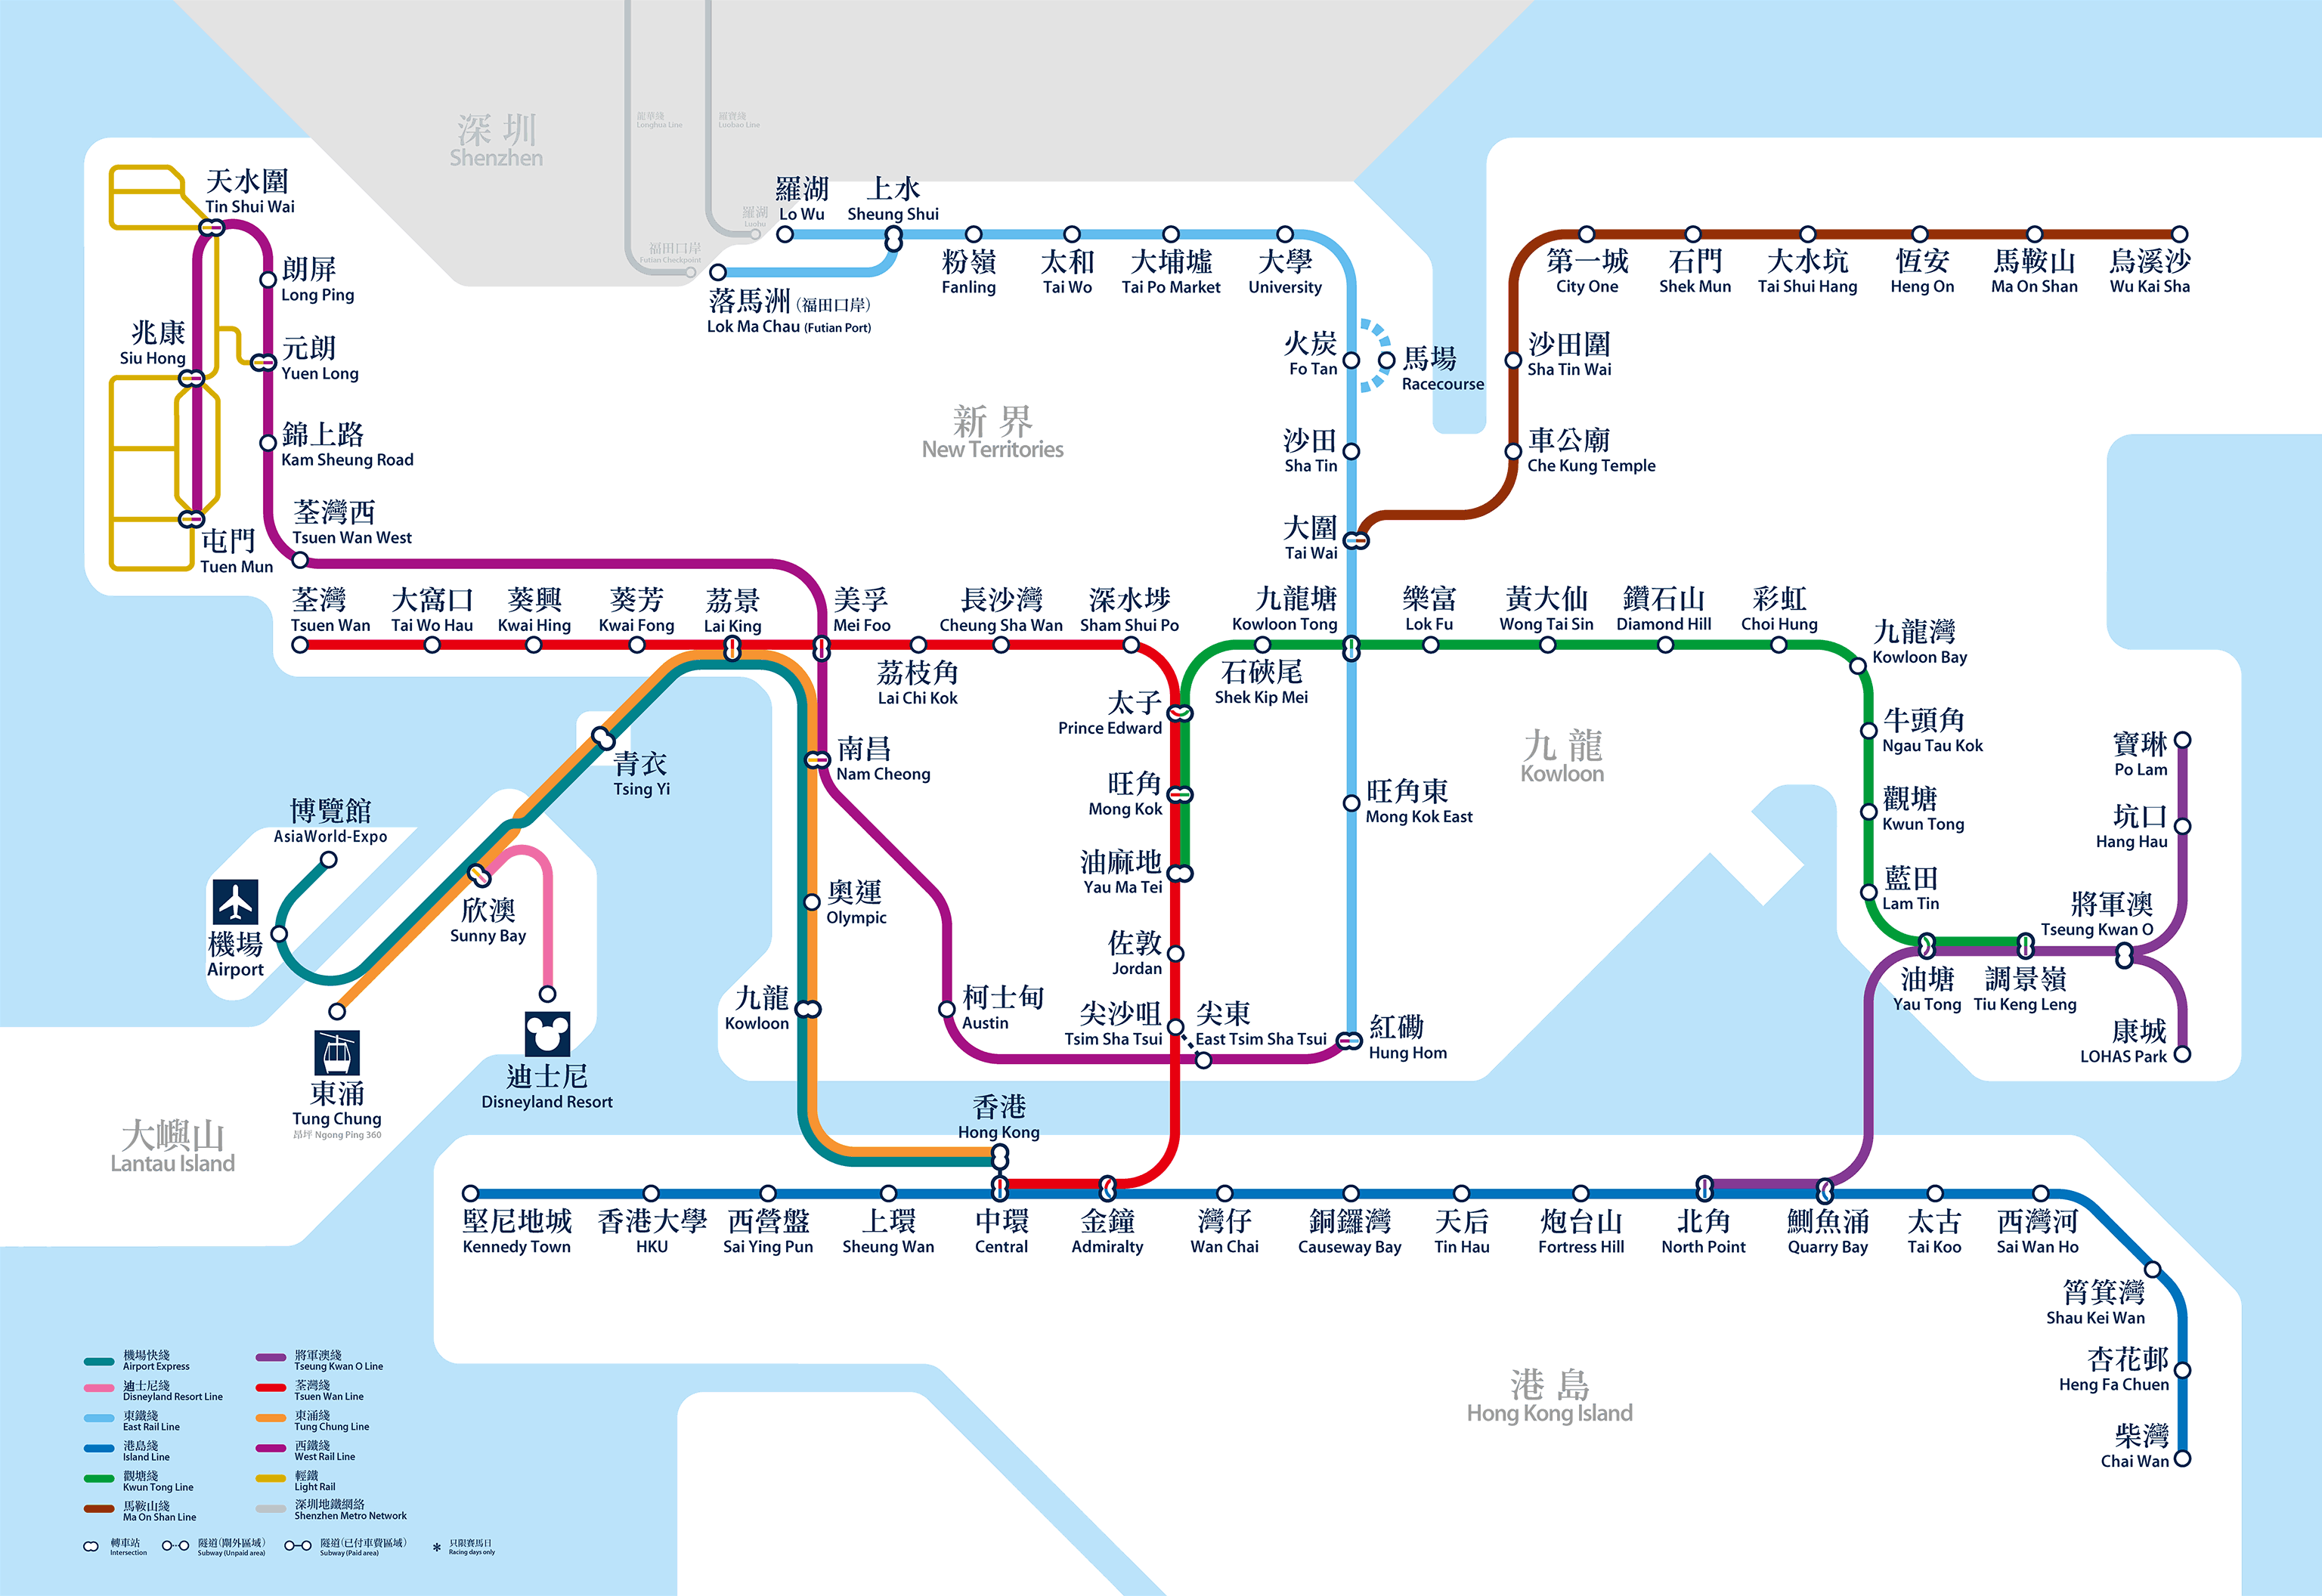 深圳
Shenzhen
龍華綫
Longhua Line
羅寶綫
Luobao Line
羅湖
Luohu
福田口岸
Futian Checkpoint
天水圍
Tin Shui Wai
朗屏
Long Ping
兆康
Siu Hong
元朗
Yuen Long
錦上路
Kam Sheung Road
荃灣西
Tsuen Wan West
屯門
Tuen Mun
羅湖
Lo Wu
上水
Sheung Shui
落馬洲(福田口岸)
Lok Ma Chau (Futian Port)
粉嶺
Fanling
太和
Tai Wo
大埔墟
Tai Po Market
大學
University
火炭
Fo Tan
馬場
Racecourse
沙田
Sha Tin
大圍
Tai Wai
第一城
City One
石門
Shek Mun
大水坑
Tai Shui Hang
恆安
Heng On
馬鞍山
Ma On Shan
烏溪沙
Wu Kai Sha
沙田圍
Sha Tin Wai
車公廟
Che Kung Temple
新界
New Territories
荃灣
Tsuen Wan
大窩口
Tai Wo Hau
葵興
Kwai Hing
葵芳
Kwai Fong
荔景
Lai King
美孚
Mei Foo
荔枝角
Lai Chi Kok
長沙灣
Cheung Sha Wan
深水埗
Sham Shui Po
九龍塘
Kowloon Tong
石硤尾
Shek Kip Mei
樂富
Lok Fu
黃大仙
Wong Tai Sin
鑽石山
Diamond Hill
彩虹
Choi Hung
九龍灣
Kowloon Bay
牛頭角
Ngau Tau Kok
觀塘
Kwun Tong
藍田
Lam Tin
油塘
Yau Tong
調景嶺
Tiu Keng Leng
將軍澳
Tseung Kwan O
寶琳
Po Lam
坑口
Hang Hau
康城
LOHAS Park
太子
Prince Edward
旺角
Mong Kok
油麻地
Yau Ma Tei
佐敦
Jordan
尖沙咀
Tsim Sha Tsui
尖東
East Tsim Sha Tsui
旺角東
Mong Kok East
紅磡
Hung Hom
九龍
Kowloon
南昌
Nam Cheong
奧運
Olympic
九龍
Kowloon
柯士甸
Austin
青衣
Tsing Yi
博覽館
AsiaWorld-Expo
機場
Airport
欣澳
Sunny Bay
東涌
Tung Chung
昂坪 Ngong Ping 360
迪士尼
Disneyland Resort
大嶼山
Lantau Island
香港
Hong Kong
堅尼地城
Kennedy Town
香港大學
HKU
西營盤
Sai Ying Pun
上環
Sheung Wan
中環
Central
金鐘
Admiralty
灣仔
Wan Chai
銅鑼灣
Causeway Bay
天后
Tin Hau
炮台山
Fortress Hill
北角
North Point
鰂魚涌
Quarry Bay
太古
Tai Koo
西灣河
Sai Wan Ho
筲箕灣
Shau Kei Wan
杏花邨
Heng Fa Chuen
柴灣
Chai Wan
港島
Hong Kong Island
機場快綫
Airport Express
迪士尼綫
Disneyland Resort Line
東鐵綫
East Rail Line
港島綫
Island Line
觀塘綫
Kwun Tong Line
馬鞍山綫
Ma On Shan Line
將軍澳綫
Tseung Kwan O Line
荃灣綫
Tsuen Wan Line
東涌綫
Tung Chung Line
西鐵綫
West Rail Line
輕鐵
Light Rail
深圳地鐵網絡
Shenzhen Metro Network
轉車站
Intersection
隧道(閘外區域)
Subway (Unpaid area)
隧道(已付車費區域)
Subway (Paid area)
* 只限賽馬日
Racing days only